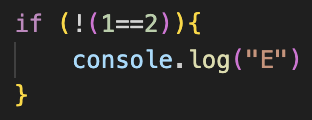 if (!(1==2)){
    console.log("E")
}